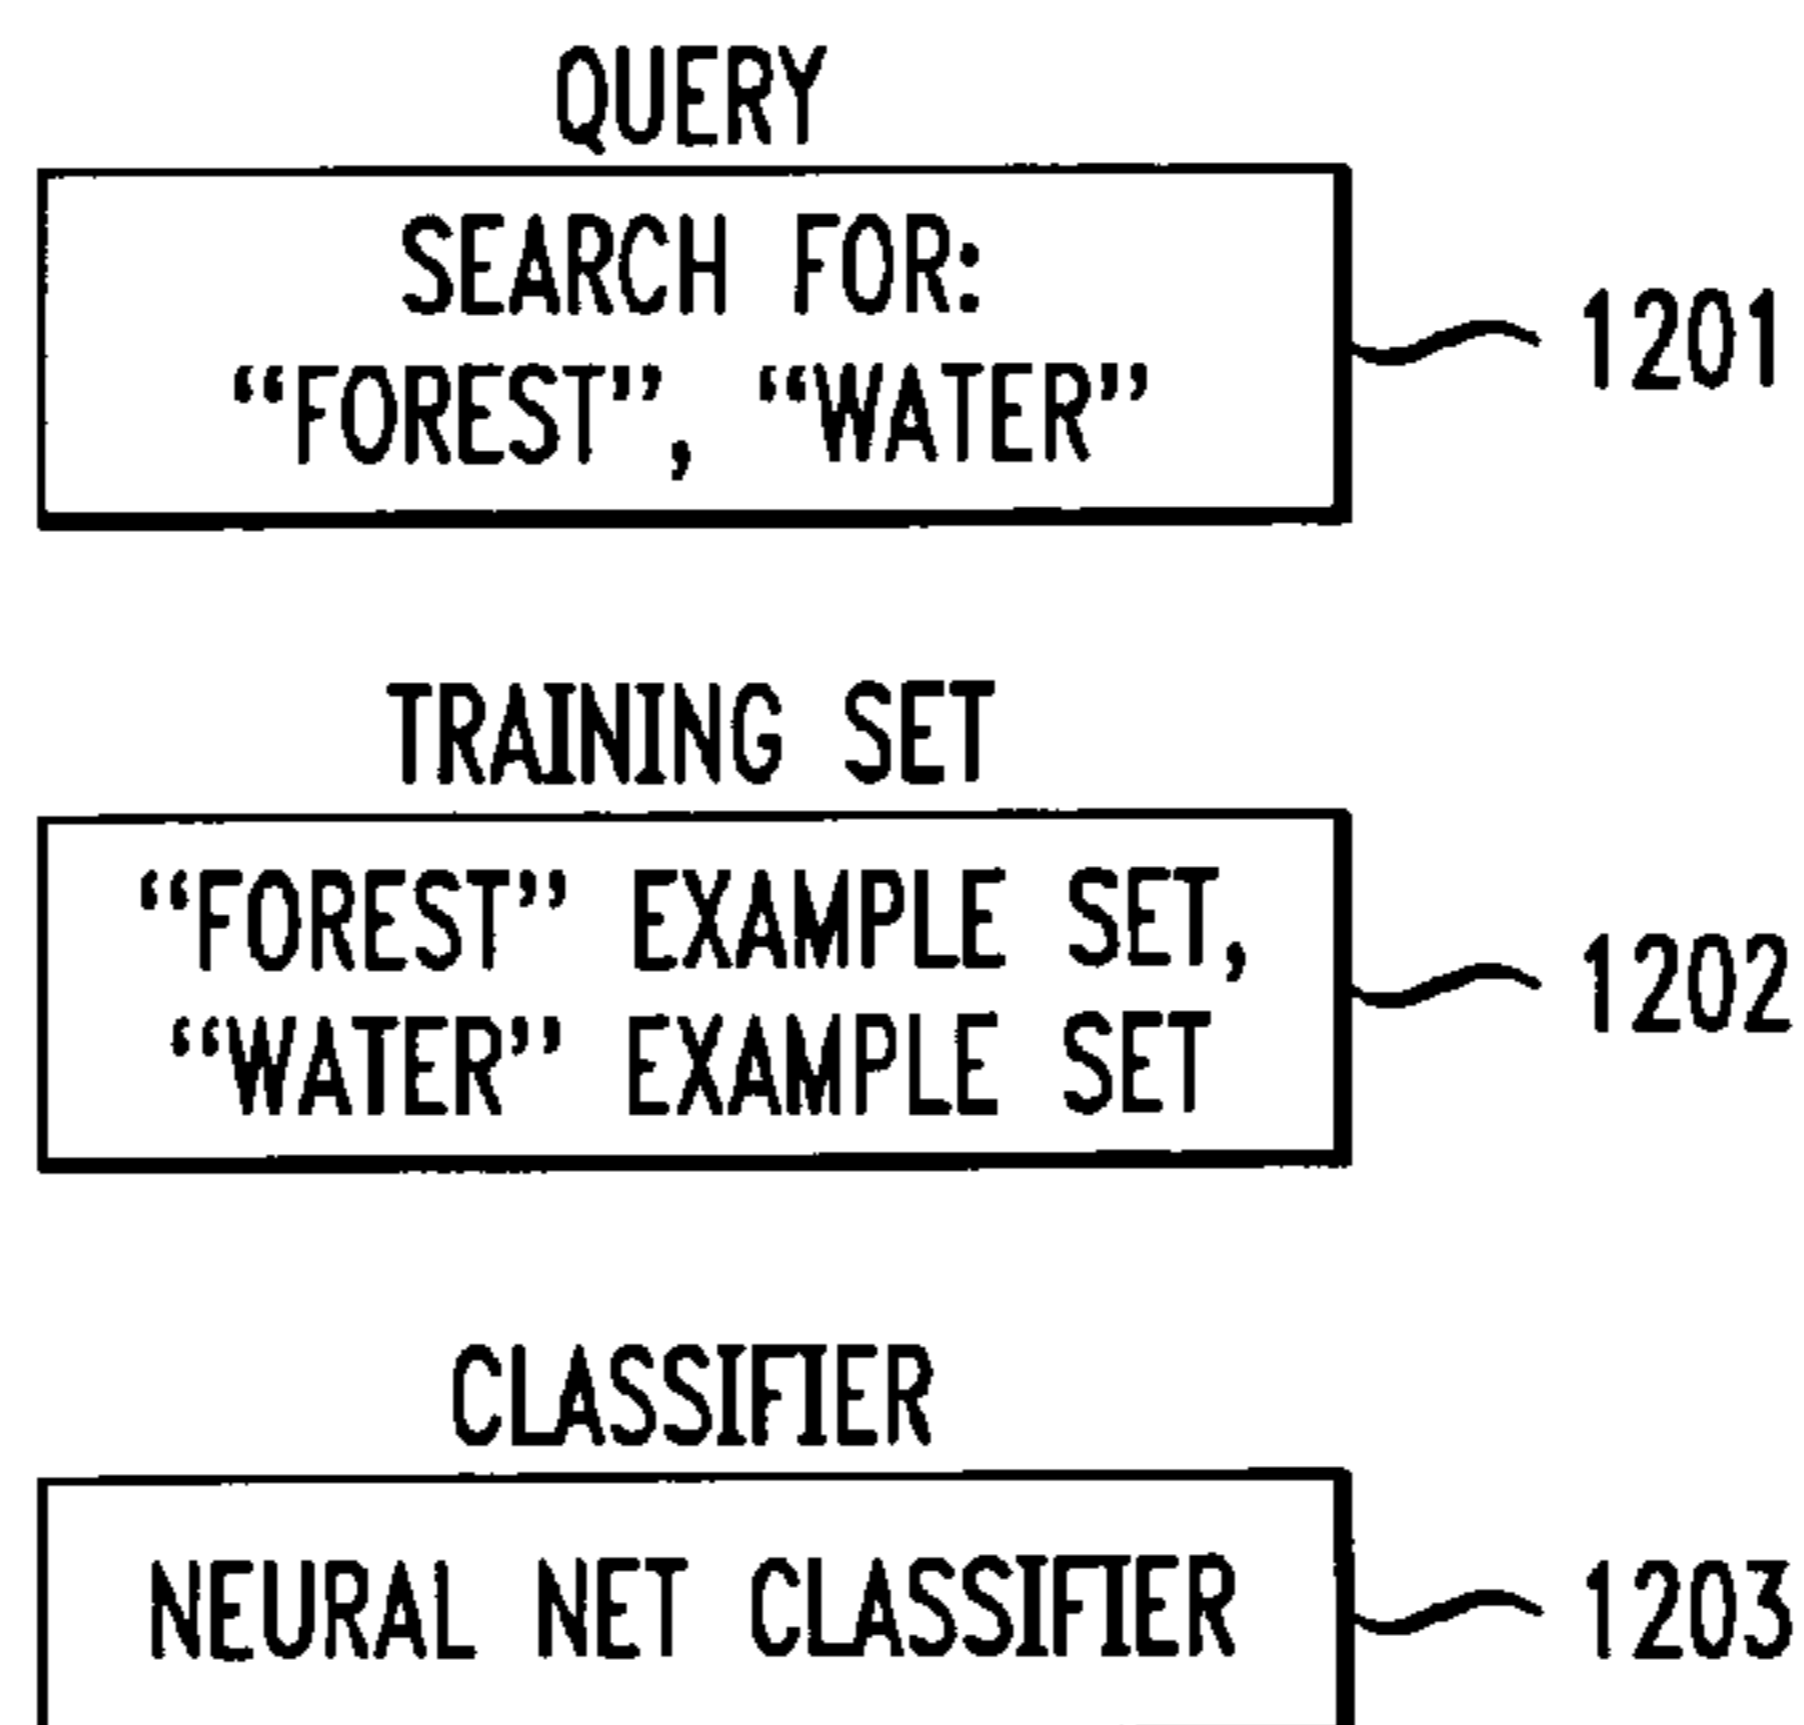 QUERY
SEARCH FOR:
“FOREST”, “WATER”
1201
TRAINING SET
“FOREST” EXAMPLE SET,
“WATER” EXAMPLE SET
1202
CLASSIFIER
NEURAL NET CLASSIFIER
1203